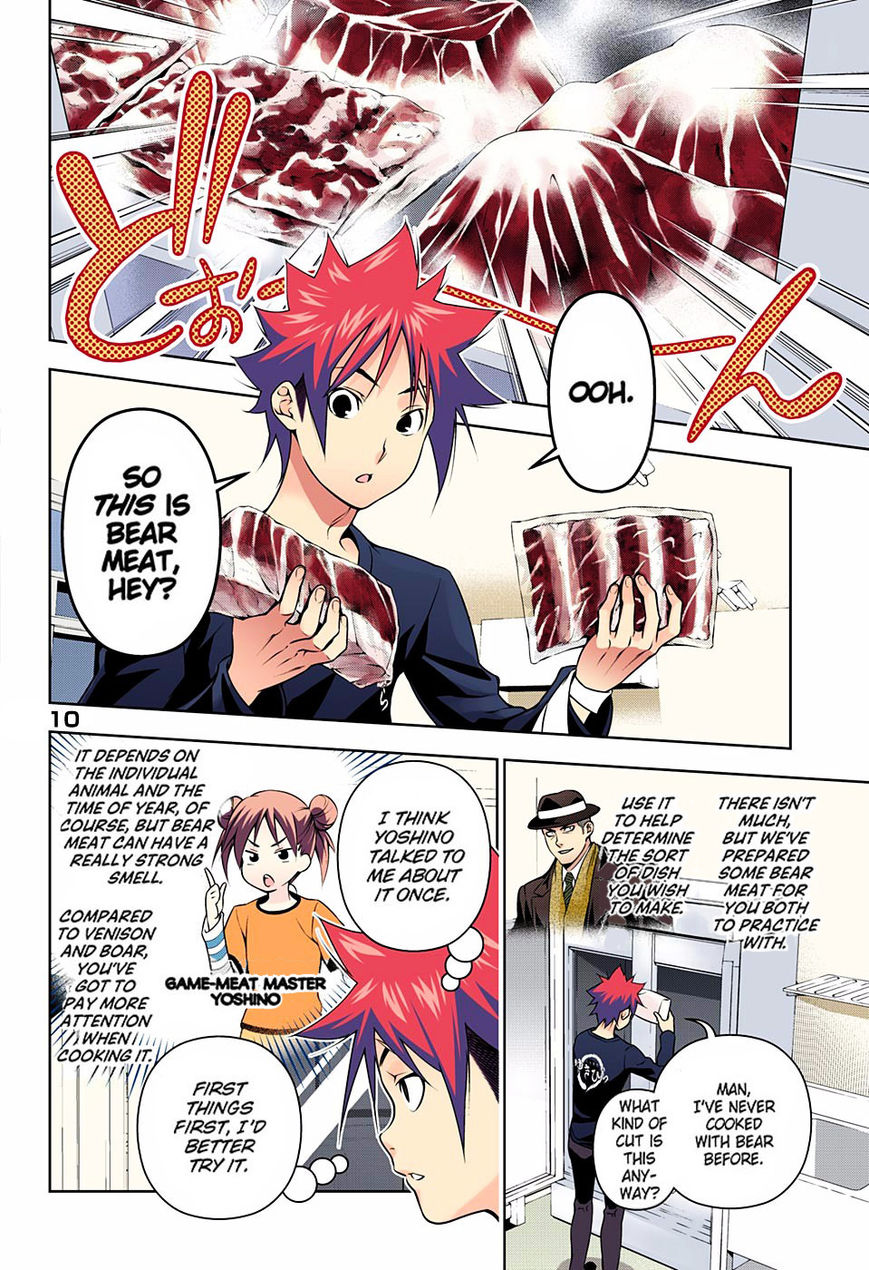 どおーーん
OOH.
SO
THIS IS
BEAR
MEAT,
HEY?
10
THERE ISN'T
MUCH,
BUT WE'VE
PREPARED
SOME BEAR
MEAT FOR
YOU BOTH
TO PRACTICE
WITH.
USE IT
TO HELP
DETERMINE
THE SORT
OF DISH
YOU WISH
TO MAKE.
MAN,
I'VE NEVER
COOKED
WITH BEAR
BEFORE.
WHAT
KIND OF
CUT IS
THIS
ANY-
WAY?
I THINK
YOSHINO
TALKED TO
ME ABOUT
IT ONCE.
IT DEPENDS ON
THE INDIVIDUAL
ANIMAL AND THE
TIME OF YEAR, OF
COURSE, BUT BEAR
MEAT CAN HAVE A
REALLY STRONG
SMELL.
COMPARED
TO VENISON
AND BOAR,
YOU'VE
GOT TO
PAY MORE
ATTENTION
WHEN
COOKING IT.
GAME-MEAT MASTER
YOSHINO
FIRST
THINGS
FIRST, I'D
BETTER
TRY IT.